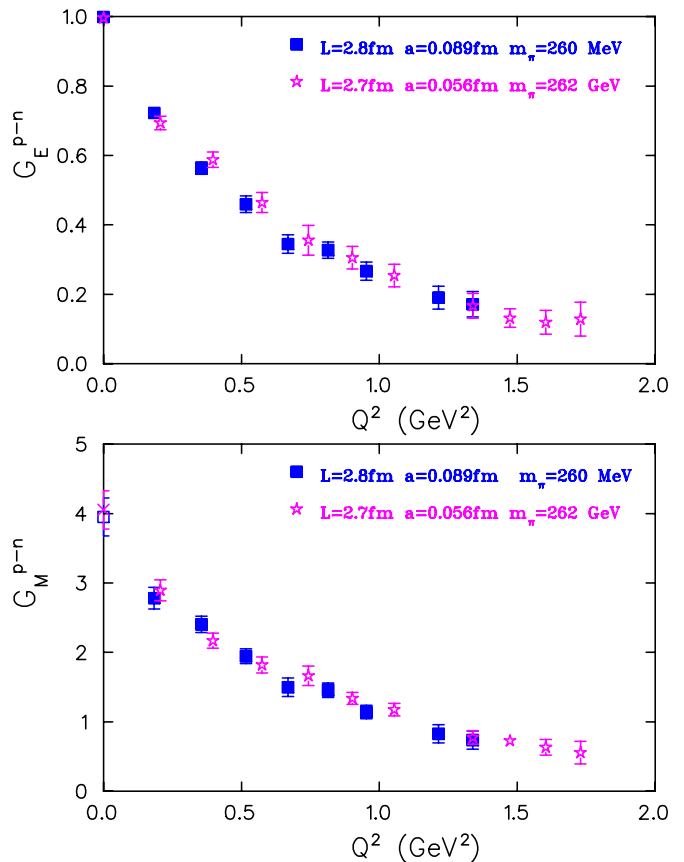 1.0
L=2.8fm a=0.089fm m_π=260 MeV
L=2.7fm a=0.056fm m_π=262 GeV
0.8
0.6
G_E^{p−n}
0.4
0.2
0.0
0.0 0.5 1.0 1.5 2.0
Q² (GeV²)
5
L=2.8fm a=0.089fm m_π=260 MeV
L=2.7fm a=0.056fm m_π=262 GeV
4
3
G_M^{p−n}
2
1
0
0.0 0.5 1.0 1.5 2.0
Q² (GeV²)